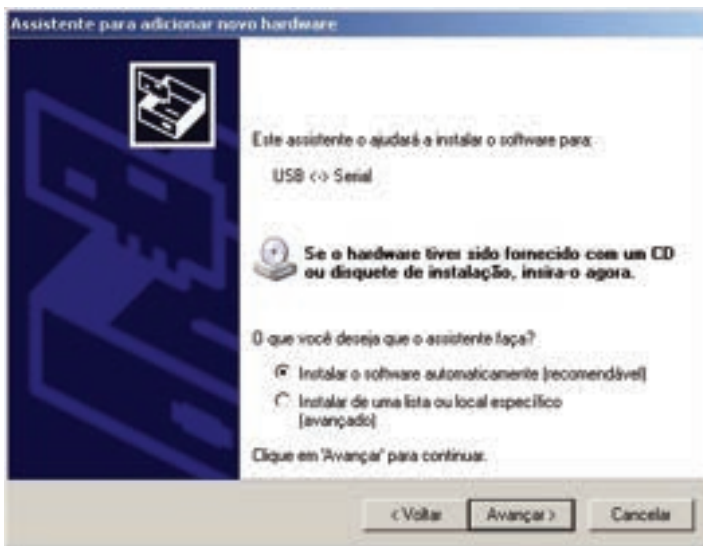 Assistente para adicionar novo hardware
Este assistente o ajudará a instalar o software para:
USB <-> Serial
Se o hardware tiver sido fornecido com um CD
ou disquete de instalação, insira-o agora.
O que você deseja que o assistente faça?
Instalar o software automaticamente (recomendável)
Instalar de uma lista ou local específico
(avançado)
Clique em 'Avançar' para continuar.
< Voltar
Avançar >
Cancelar